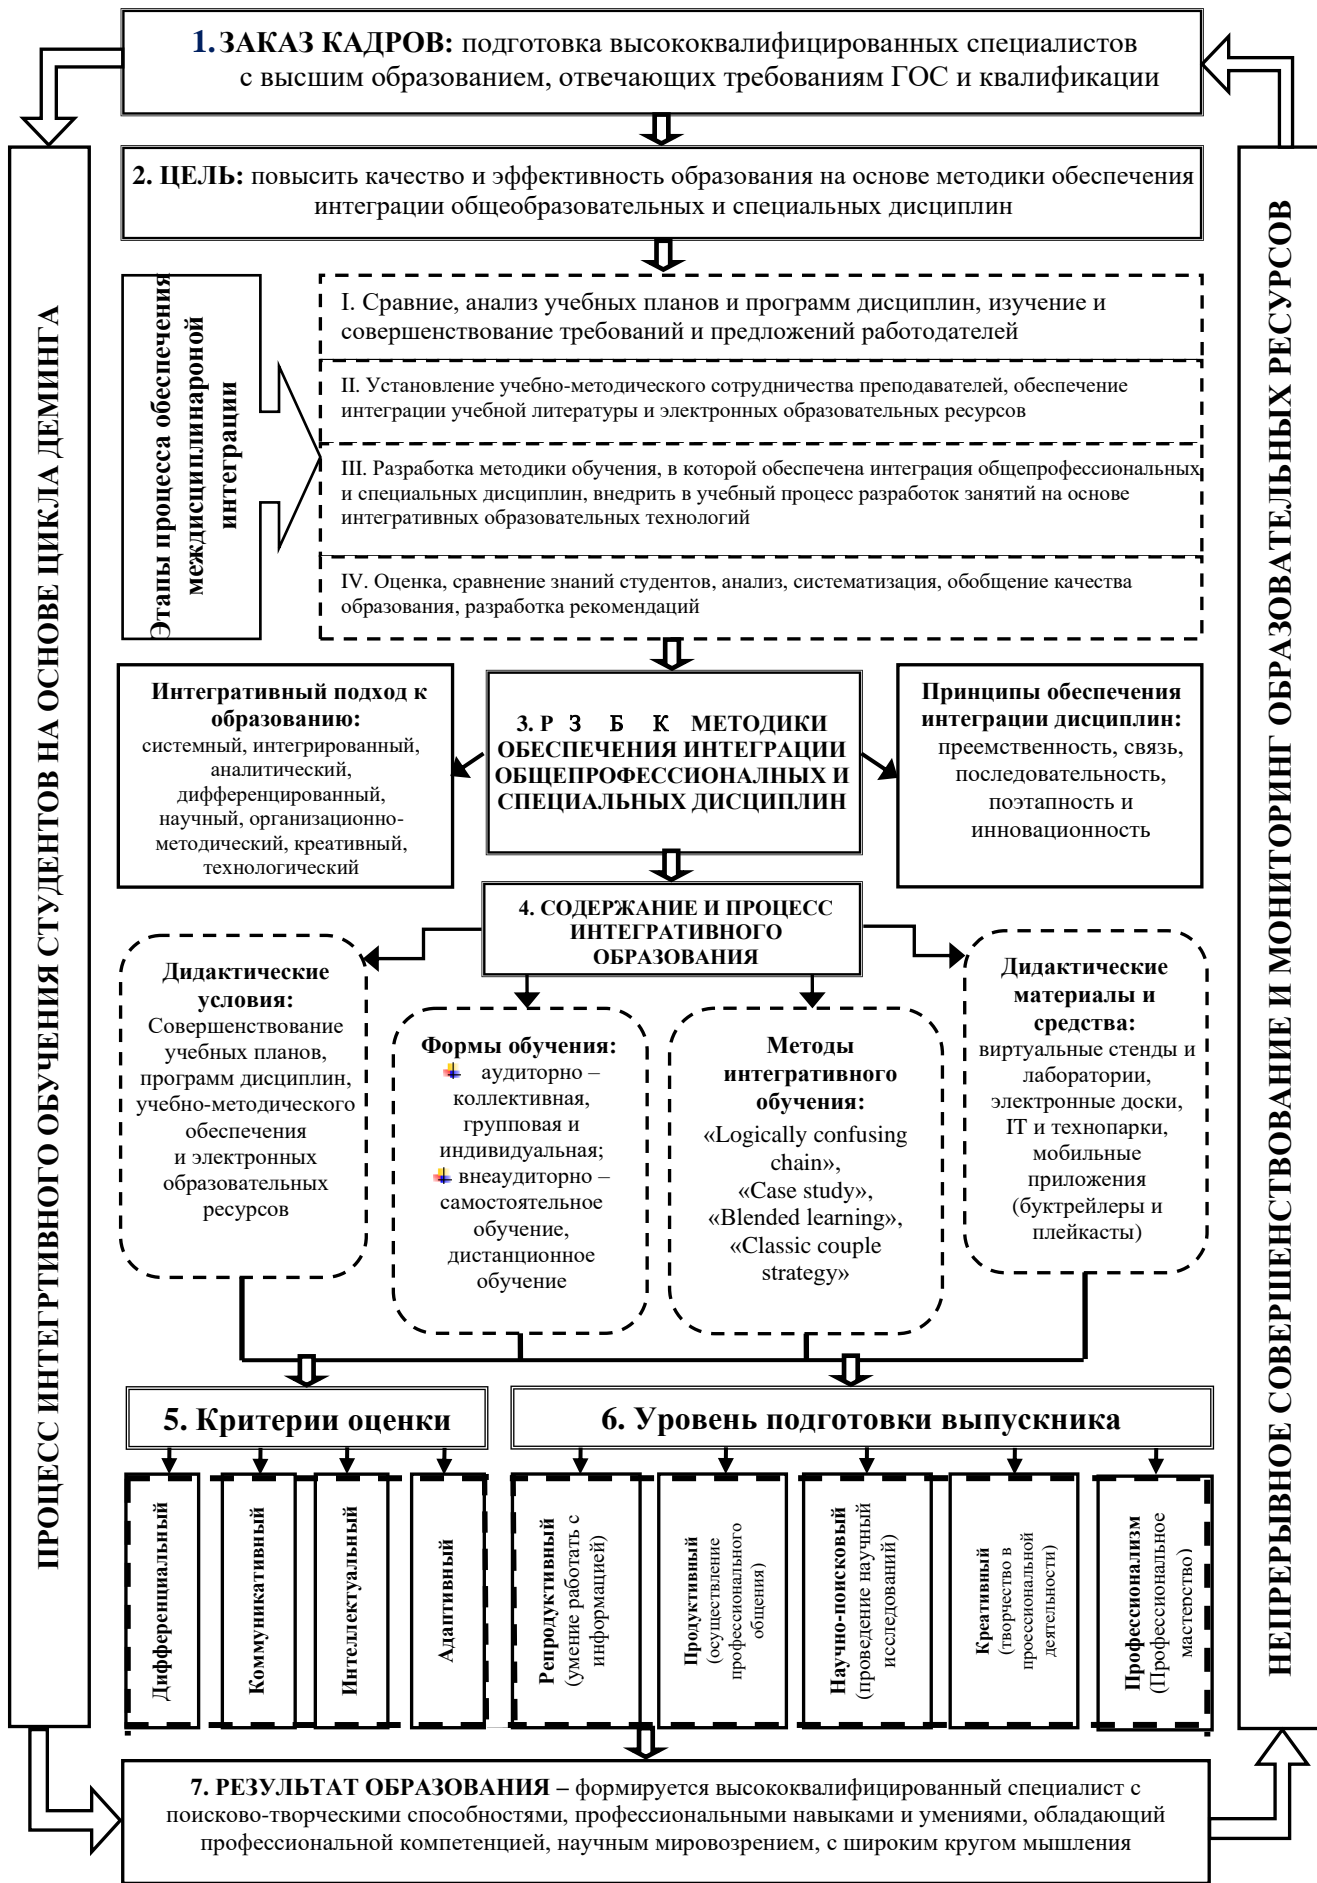 1. ЗАКАЗ КАДРОВ: подготовка высококвалифицированных специалистов
с высшим образованием, отвечающих требованиям ГОС и квалификации
2. ЦЕЛЬ: повысить качество и эффективность образования на основе методики обеспечения
интеграции общеобразовательных и специальных дисциплин
ПРОЦЕСС ИНТЕГРТИВНОГО ОБУЧЕНИЯ СТУДЕНТОВ НА ОСНОВЕ ЦИКЛА ДЕМИНГА
Этапы процесса обеспечения
междисциплинароной
интеграции
I. Сравние, анализ учебных планов и программ дисциплин, изучение и
совершенствование требований и предложений работодателей
II. Установление учебно-методического сотрудничества преподавателей, обеспечение
интеграции учебной литературы и электронных образовательных ресурсов
III. Разработка методики обучения, в которой обеспечена интеграция общепрофессиональных
и специальных дисциплин, внедрить в учебный процесс разработок занятий на основе
интегративных образовательных технологий
IV. Оценка, сравнение знаний студентов, анализ, систематизация, обобщение качества
образования, разработка рекомендаций
НЕПРЕРЫВНОЕ СОВЕРШЕНСТВОВАНИЕ И МОНИТОРИНГ ОБРАЗОВАТЕЛЬНЫХ РЕСУРСОВ
Интегративный подход к
образованию:
системный, интегрированный,
аналитический,
дифференцированный,
научный, организационно-
методический, креативный,
технологический
3. Р З Б К МЕТОДИКИ
ОБЕСПЕЧЕНИЯ ИНТЕГРАЦИИ
ОБЩЕПРОФЕССИОНАЛНЫХ И
СПЕЦИАЛЬНЫХ ДИСЦИПЛИН
Принципы обеспечения
интеграции дисциплин:
преемственность, связь,
последовательность,
поэтапность и
инновационность
4. СОДЕРЖАНИЕ И ПРОЦЕСС
ИНТЕГРАТИВНОГО
ОБРАЗОВАНИЯ
Дидактические
условия:
Совершенствование
учебных планов,
программ дисциплин,
учебно-методического
обеспечения
и электронных
образовательных
ресурсов
Формы обучения:
аудиторно –
коллективная,
групповая и
индивидуальная;
внеаудиторно –
самостоятельное
обучение,
дистанционное
обучение
Методы
интегративного
обучения:
«Logically confusing
chain»,
«Case study»,
«Blended learning»,
«Classic couple
strategy»
Дидактические
материалы и
средства:
виртуальные стенды и
лаборатории,
электронные доски,
IT и технопарки,
мобильные
приложения
(буктрейлеры и
плейкасты)
5. Критерии оценки
6. Уровень подготовки выпускника
Дифференциальный
Коммуникативный
Интеллектуальный
Адаптивный
Репродуктивный
(умение работать с
информацией)
Продуктивный
(осуществление
профессионального
общения)
Научно-поисковый
(проведение научный
исследований)
Креативный
(творчество в
прессиональной
деятельности)
Профессионализм
(Профессиональное
мастерство)
7. РЕЗУЛЬТАТ ОБРАЗОВАНИЯ – формируется высококвалифицированный специалист с
поисково-творческими способностями, профессиональными навыками и умениями, обладающий
профессиональной компетенцией, научным мировозрением, с широким кругом мышления